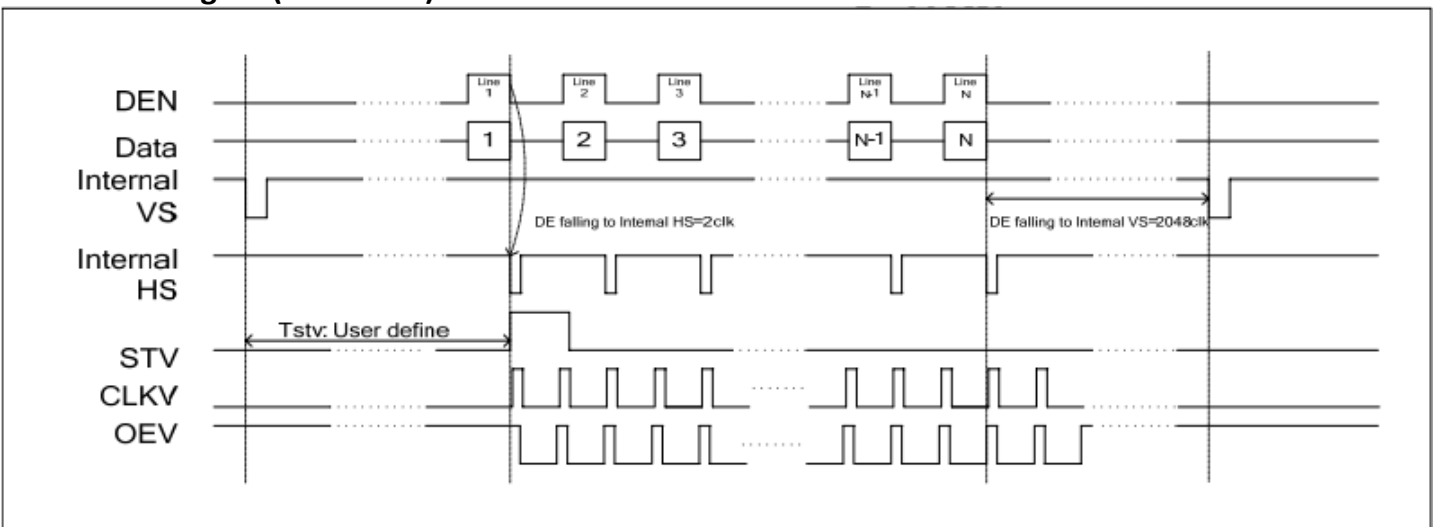 DEN
Line 1
Line 2
Line 3
Line N-1
Line N
Data
1
2
3
N-1
N
Internal VS
DE falling to Internal HS=2clk
DE falling to Internal VS=2048clk
Internal HS
Tstv: User define
STV
CLKV
OEV